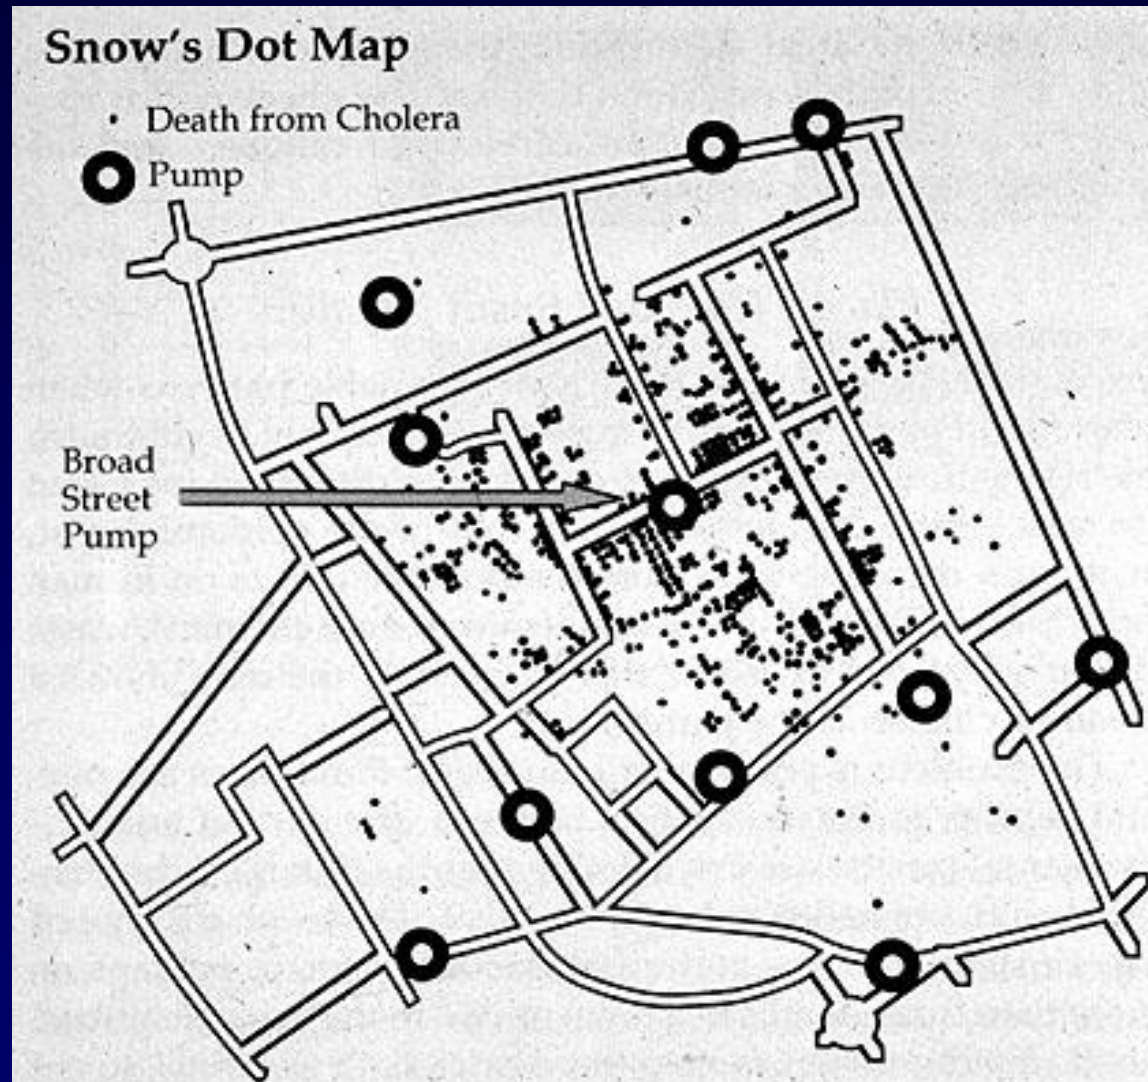 Snow's Dot Map
Death from Cholera
Pump
Broad
Street
Pump